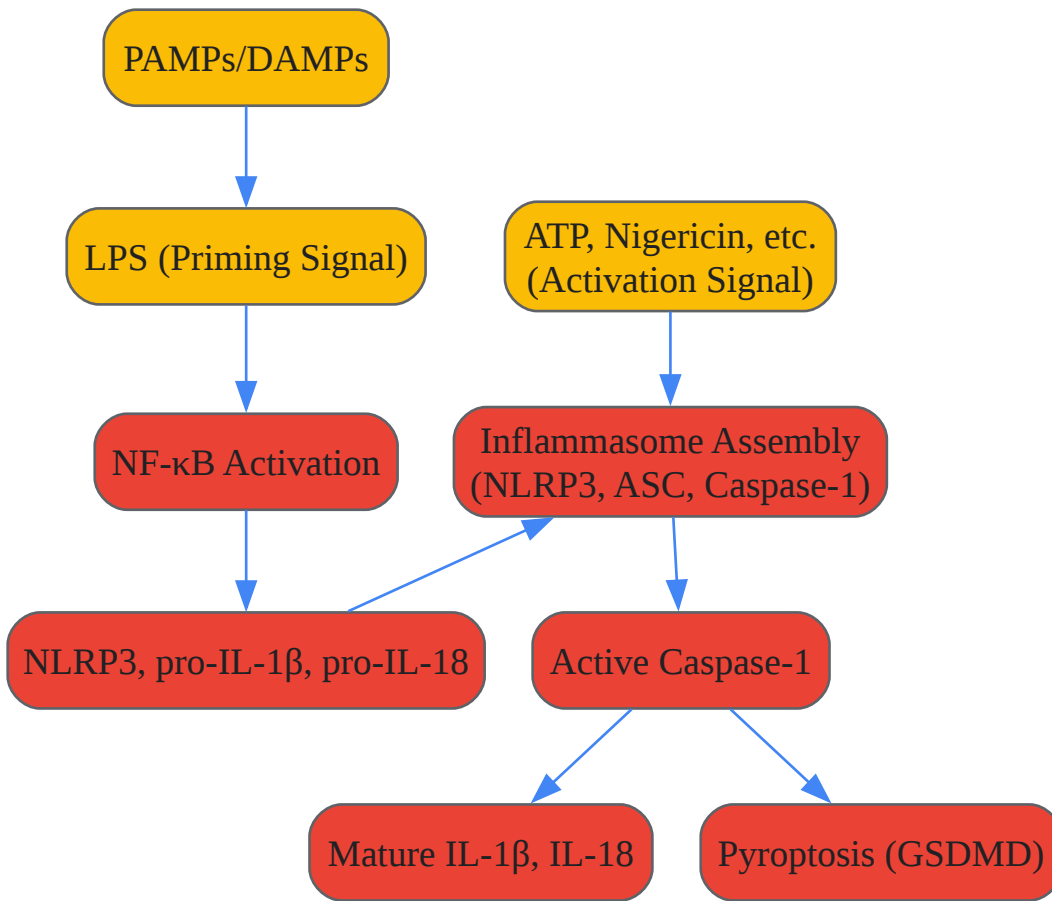 PAMPs/DAMPs
LPS (Priming Signal)
ATP, Nigericin, etc.
(Activation Signal)
NF-κB Activation
Inflammasome Assembly
(NLRP3, ASC, Caspase-1)
NLRP3, pro-IL-1β, pro-IL-18
Active Caspase-1
Mature IL-1β, IL-18
Pyroptosis (GSDMD)